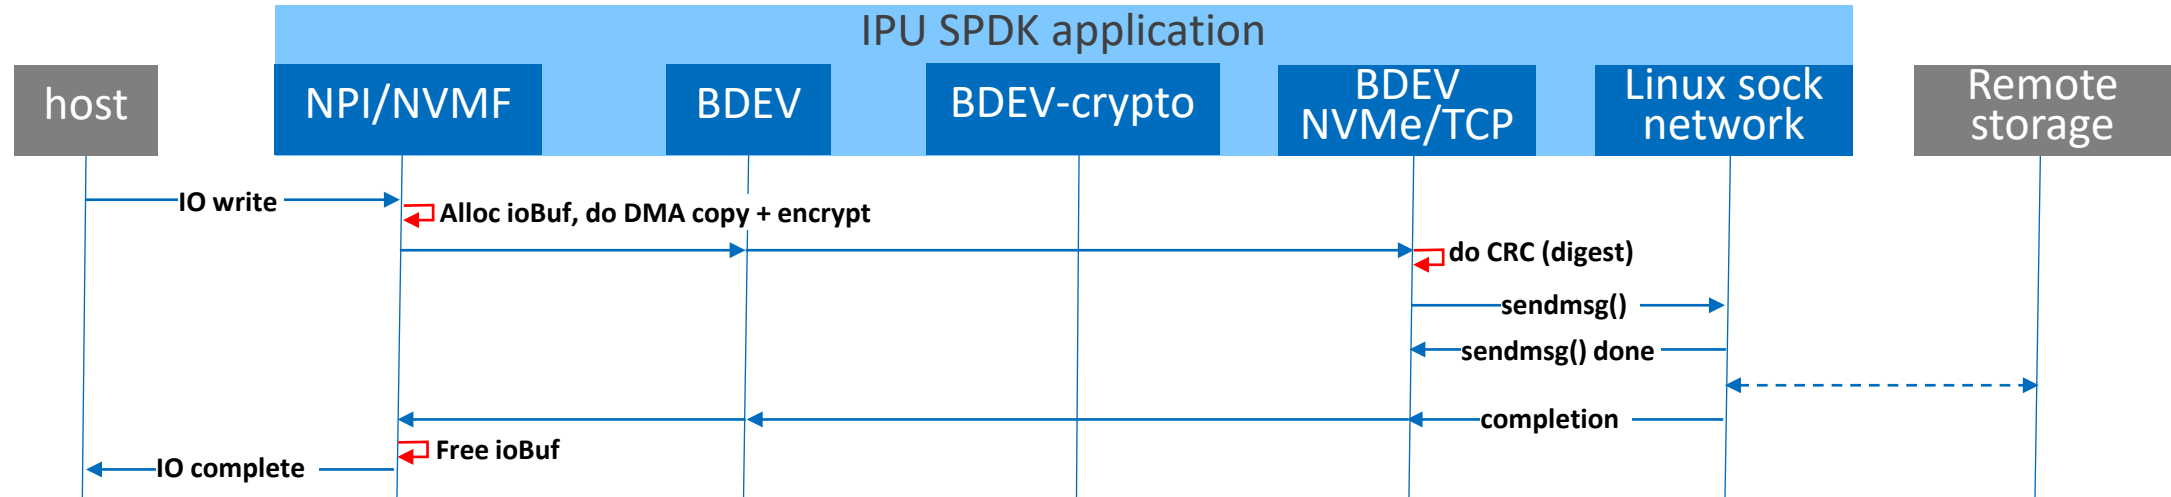 IPU SPDK application
host
NPI/NVMF
BDEV
BDEV-crypto
BDEV
NVMe/TCP
Linux sock
network
Remote
storage
IO write
Alloc ioBuf, do DMA copy + encrypt
do CRC (digest)
sendmsg()
sendmsg() done
completion
Free ioBuf
IO complete